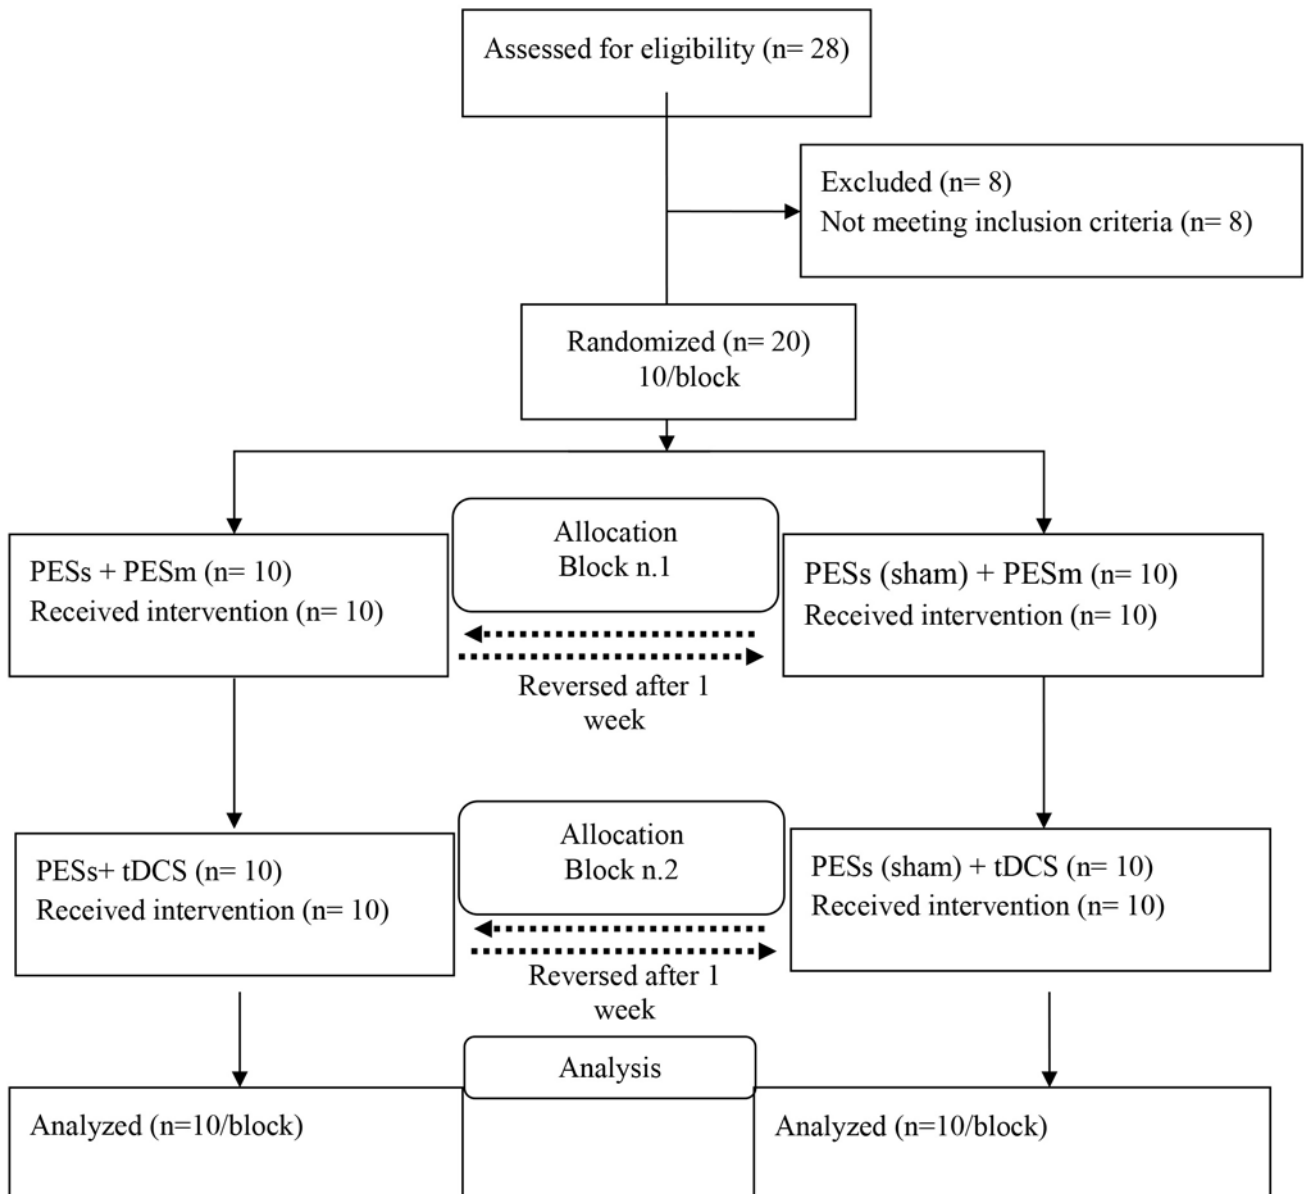 Assessed for eligibility (n= 28)
Excluded (n= 8)
Not meeting inclusion criteria (n= 8)
Randomized (n= 20)
10/block
Allocation
Block n.1
PESs + PESm (n= 10)
Received intervention (n= 10)
PESs (sham) + PESm (n= 10)
Received intervention (n= 10)
Reversed after 1
week
Allocation
Block n.2
PESs+ tDCS (n= 10)
Received intervention (n= 10)
PESs (sham) + tDCS (n= 10)
Received intervention (n= 10)
Reversed after 1
week
Analysis
Analyzed (n=10/block)
Analyzed (n=10/block)